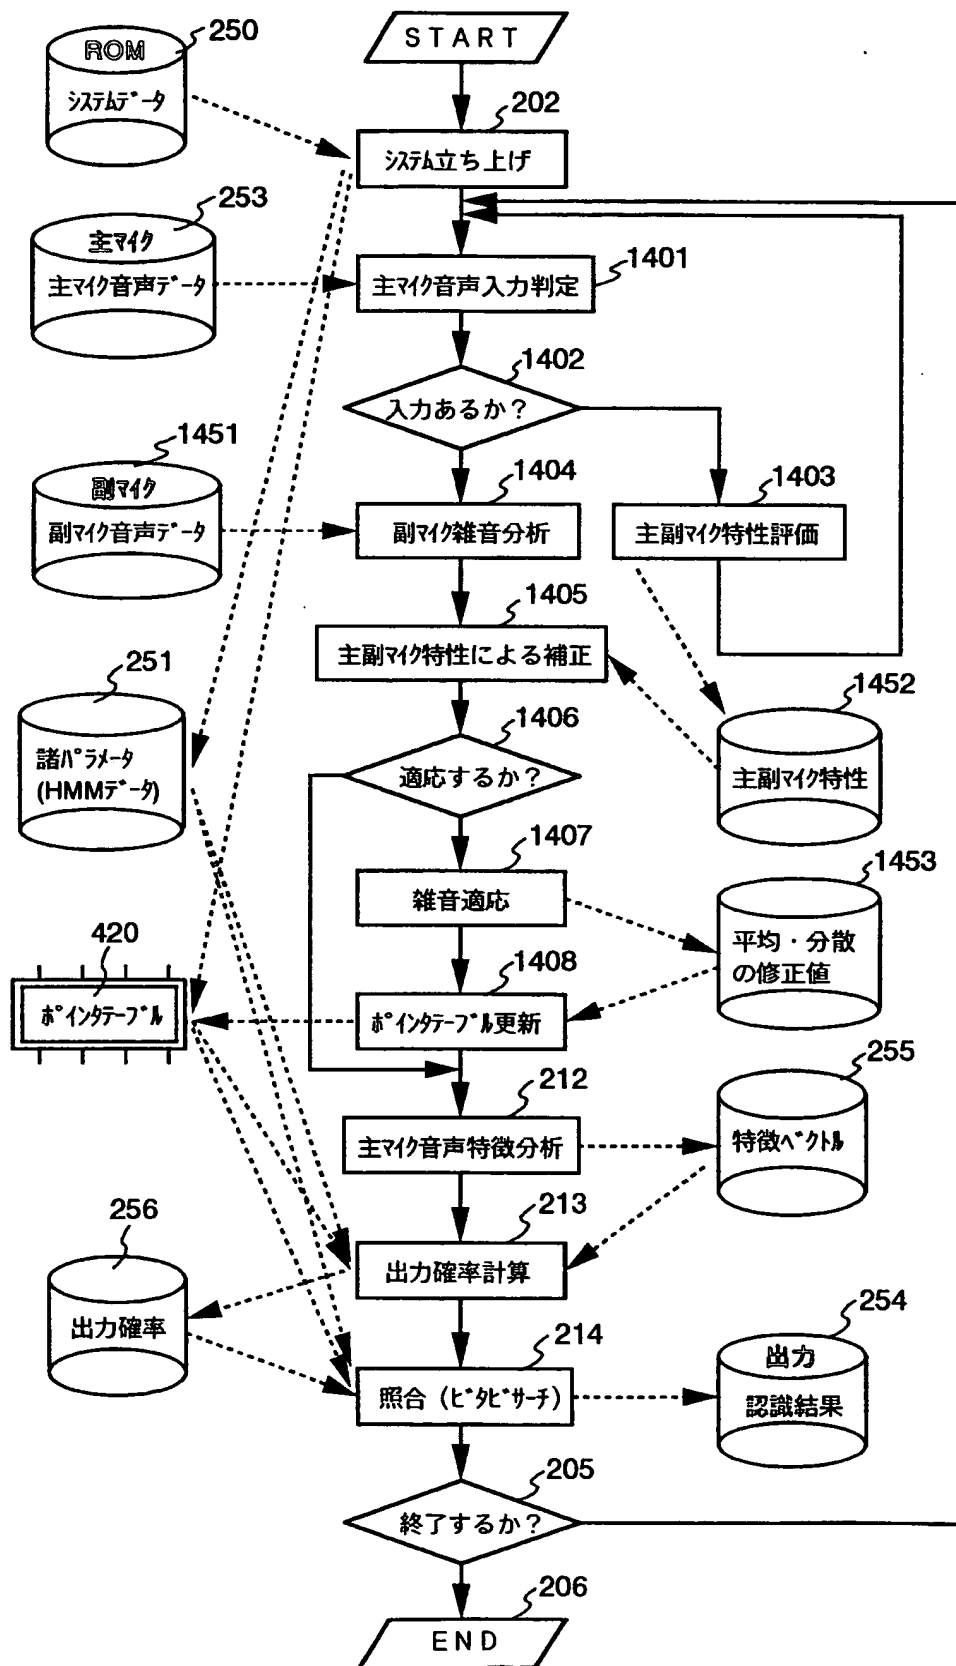 START
250
ROM
システムデータ
202
システム立ち上げ
253
主マイク
主マイク音声データ
1401
主マイク音声入力判定
1402
入力あるか?
1451
副マイク
副マイク音声データ
1404
副マイク雑音分析
1403
主副マイク特性評価
1405
主副マイク特性による補正
251
諸パラメータ
(HMMデータ)
1406
適応するか?
1452
主副マイク特性
1407
雑音適応
1453
平均・分散
の修正値
420
ポインタテーブル
1408
ポインタテーブル更新
212
主マイク音声特徴分析
255
特徴ベクトル
256
出力確率
213
出力確率計算
214
照合(ビタビサーチ)
254
出力
認識結果
205
終了するか?
206
END